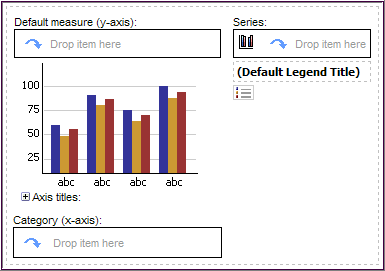 Default measure (y-axis):
Drop item here
Series:
Drop item here
(Default Legend Title)
100
75
50
25
abc abc abc abc
Axis titles:
Category (x-axis):
Drop item here